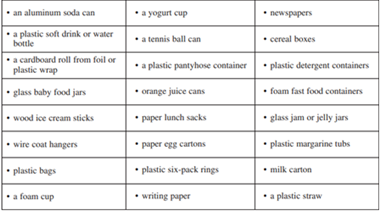 • an aluminum soda can
• a yogurt cup
• newspapers
• a plastic soft drink or water
bottle
• a tennis ball can
• cereal boxes
• a cardboard roll from foil or
plastic wrap
• a plastic pantyhose container
• plastic detergent containers
• glass baby food jars
• orange juice cans
• foam fast food containers
• wood ice cream sticks
• paper lunch sacks
• glass jam or jelly jars
• wire coat hangers
• paper egg cartons
• plastic margarine tubs
• plastic bags
• plastic six-pack rings
• milk carton
• a foam cup
• writing paper
• a plastic straw